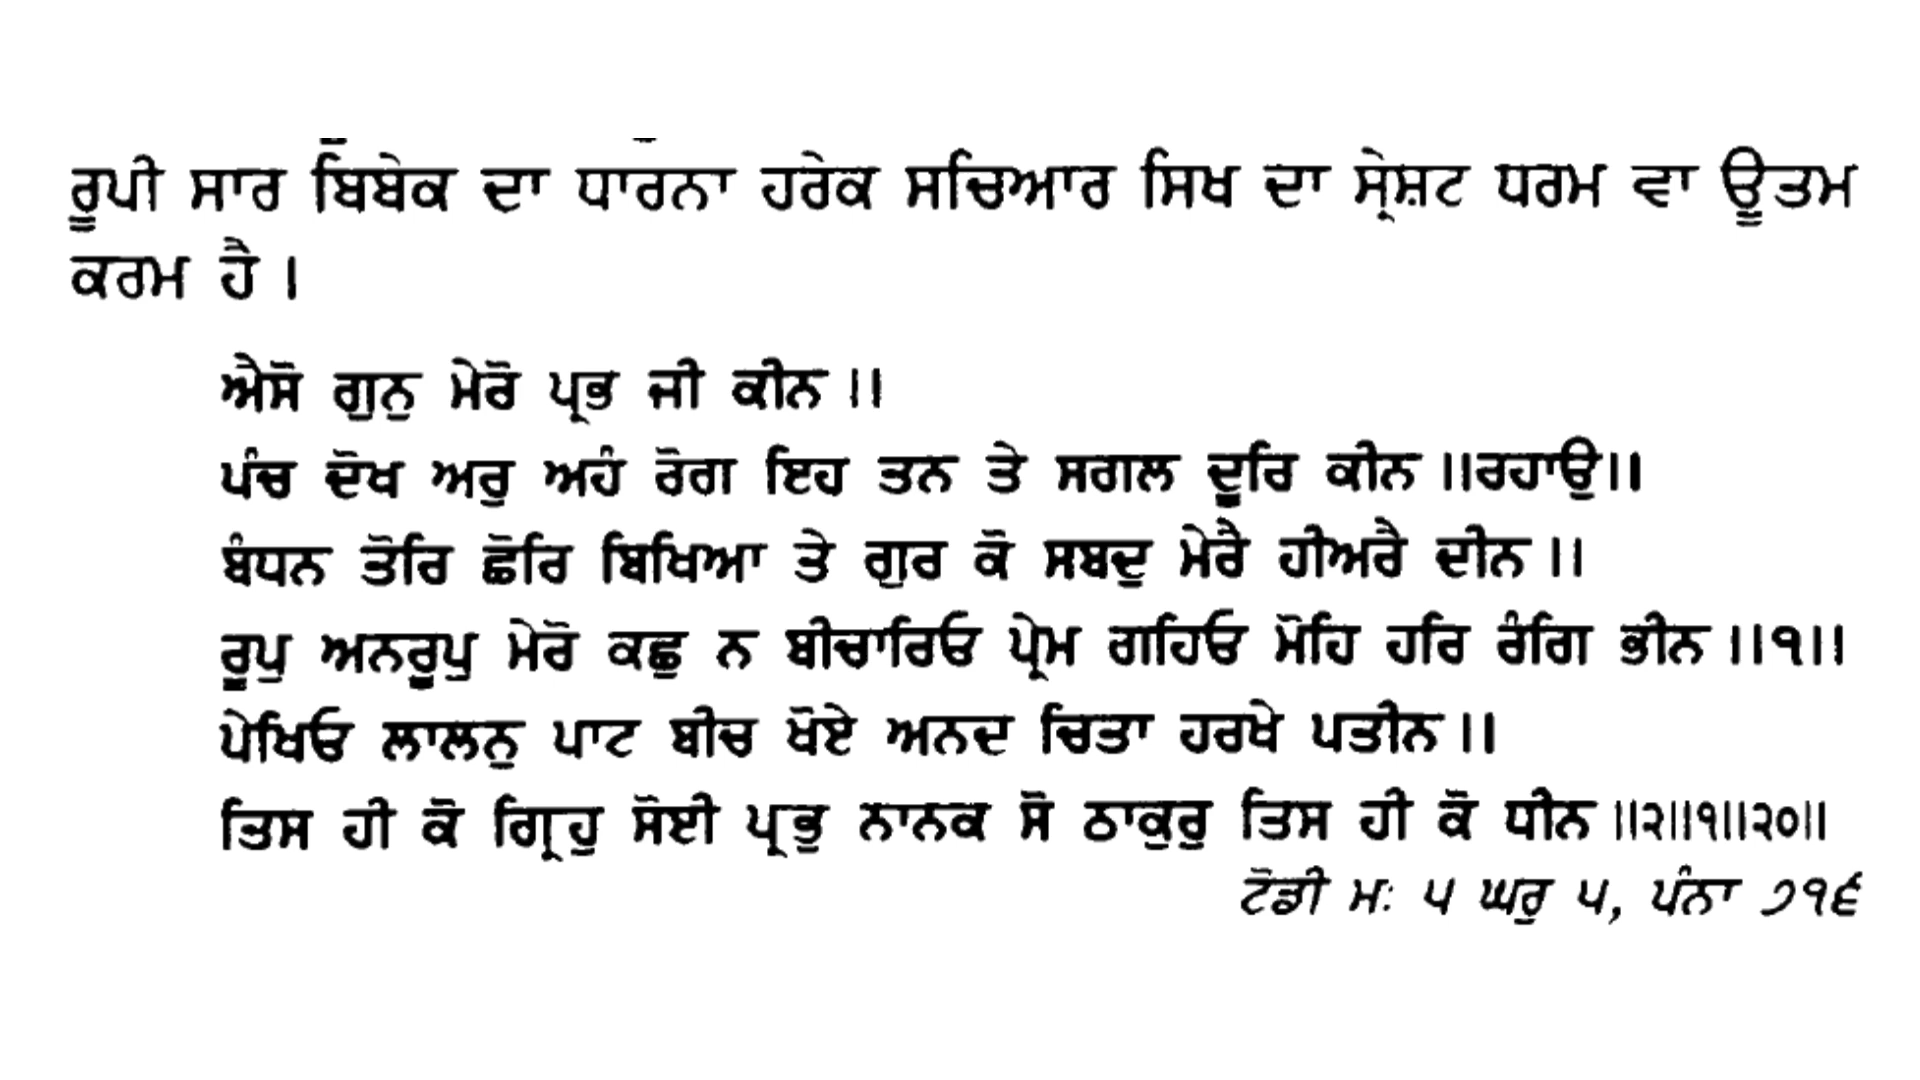 ਰੂਪੀ ਸਾਰ ਬਿਬੇਕ ਦਾ ਧਾਰਨਾ ਹਰੇਕ ਸਚਿਆਰ ਸਿਖ ਦਾ ਸ੍ਰੇਸ਼ਟ ਧਰਮ ਵਾ ਊਤਮ
ਕਰਮ ਹੈ ।
ਐਸੋ ਗੁਨੁ ਮੇਰੋ ਪ੍ਰਭ ਜੀ ਕੀਨ ॥
ਪੰਚ ਦੋਖ ਅਰੁ ਅਹੰ ਰੋਗ ਇਹ ਤਨ ਤੇ ਸਗਲ ਦੂਰਿ ਕੀਨ ॥ਰਹਾਉ॥
ਬੰਧਨ ਤੋਰਿ ਛੋਰਿ ਬਿਖਿਆ ਤੇ ਗੁਰ ਕੋ ਸਬਦੁ ਮੇਰੈ ਹੀਅਰੈ ਦੀਨ ॥
ਰੂਪੁ ਅਨਰੂਪੁ ਮੇਰੋ ਕਛੁ ਨ ਬੀਚਾਰਿਓ ਪ੍ਰੇਮ ਗਹਿਓ ਮੋਹਿ ਹਰਿ ਰੰਗਿ ਭੀਨ ॥੧॥
ਪੇਖਿਓ ਲਾਲਨੁ ਪਾਟ ਬੀਚ ਖੋਏ ਅਨਦ ਚਿਤਾ ਹਰਖੇ ਪਤੀਨ ॥
ਤਿਸ ਹੀ ਕੋ ਗ੍ਰਿਹੁ ਸੋਈ ਪ੍ਰਭੁ ਨਾਨਕ ਸੋ ਠਾਕੁਰੁ ਤਿਸ ਹੀ ਕੋ ਧੀਨ ॥੨॥੧॥੨੦॥
ਟੋਡੀ ਮਃ ੫ ਘਰੁ ੫, ਪੰਨਾ ੭੧੬